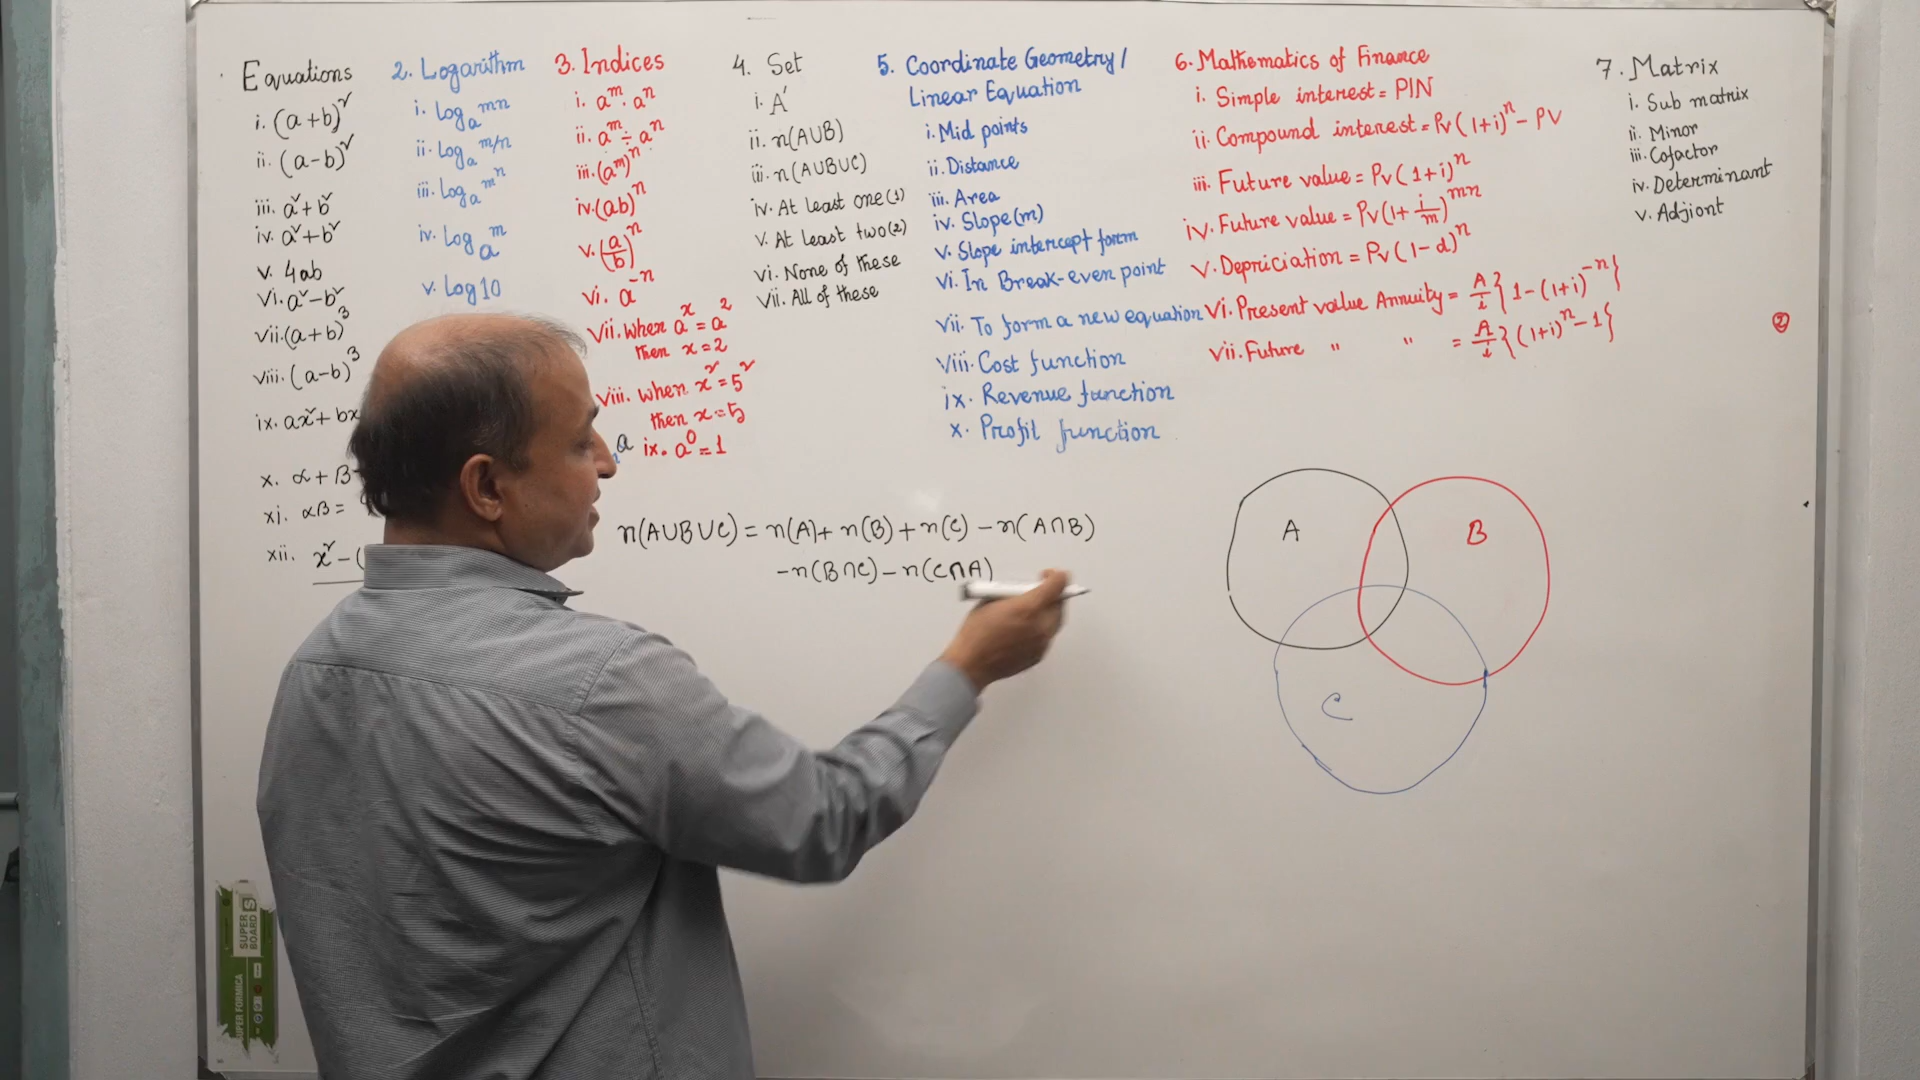 Equations
i. (a+b)²
ii. (a-b)²
iii. a²+b²
iv. a²+b²
v. 4ab
vi. a²-b²
vii. (a+b)³
viii. (a-b)³
ix. ax²+bx
x. α+β
xi. αβ=
xii. x²-(
2. Logarithm
i. Logₐ mn
ii. Logₐ m/n
iii. Logₐ mⁿ
iv. Log a m
v. Log10
a
3. Indices
i. aᵐ. aⁿ
ii. aᵐ ÷ aⁿ
iii. (aᵐ)ⁿ
iv. (ab)ⁿ
v. (a/b)ⁿ
vi. a⁻ⁿ
vii. when aˣ = a²
then x=2
viii. when x² = 5²
then x=5
ix. a⁰=1
4. Set
i. A′
ii. n(A∪B)
iii. n(A∪B∪C)
iv. At least one(1)
v. At least two(2)
vi. None of these
vii. All of these
5. Coordinate Geometry/
Linear Equation
i. Mid points
ii. Distance
iii. Area
iv. Slope(m)
v. Slope intercept form
vi. In Break-even point
vii. To form a new equation
viii. Cost function
ix. Revenue function
x. Profit function
6. Mathematics of Finance
i. Simple interest = PIN
ii. Compound interest = Pv(1+i)ⁿ - PV
iii. Future value = Pv(1+i)ⁿ
iv. Future value = Pv(1+i/m)ᵐⁿ
v. Depriciation = Pv(1-d)ⁿ
vi. Present value Annuity = A/i {1-(1+i)⁻ⁿ}
vii. Future " " = A/i {(1+i)ⁿ-1}
②
7. Matrix
i. Sub matrix
ii. Minor
iii. Cofactor
iv. Determinant
v. Adjiont
n(A∪B∪C) = n(A)+ n(B)+n(C) -n(A∩B)
-n(B∩C)-n(C∩A)
A
B
C
SUPER BOARD S
SUPER FORMICA